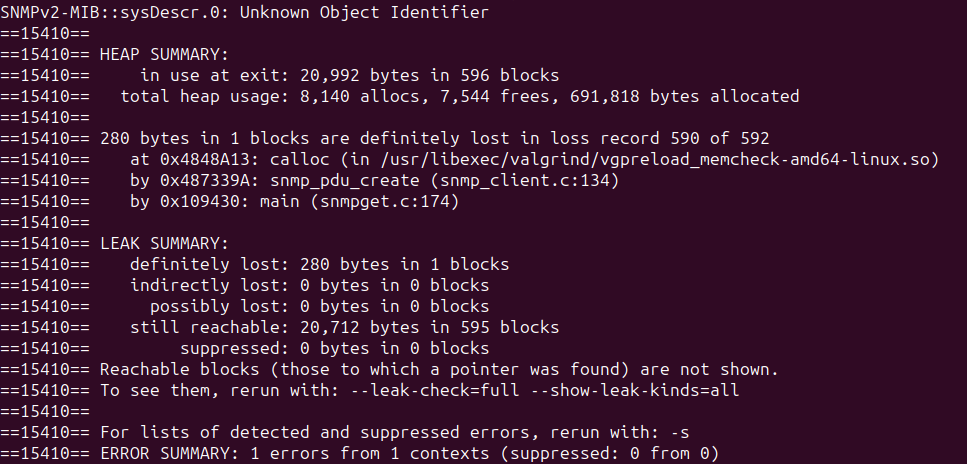 SNMPv2-MIB::sysDescr.0: Unknown Object Identifier
==15410==
==15410== HEAP SUMMARY:
==15410==     in use at exit: 20,992 bytes in 596 blocks
==15410==   total heap usage: 8,140 allocs, 7,544 frees, 691,818 bytes allocated
==15410==
==15410== 280 bytes in 1 blocks are definitely lost in loss record 590 of 592
==15410==    at 0x4848A13: calloc (in /usr/libexec/valgrind/vgpreload_memcheck-amd64-linux.so)
==15410==    by 0x487339A: snmp_pdu_create (snmp_client.c:134)
==15410==    by 0x109430: main (snmpget.c:174)
==15410==
==15410== LEAK SUMMARY:
==15410==    definitely lost: 280 bytes in 1 blocks
==15410==    indirectly lost: 0 bytes in 0 blocks
==15410==      possibly lost: 0 bytes in 0 blocks
==15410==    still reachable: 20,712 bytes in 595 blocks
==15410==         suppressed: 0 bytes in 0 blocks
==15410== Reachable blocks (those to which a pointer was found) are not shown.
==15410== To see them, rerun with: --leak-check=full --show-leak-kinds=all
==15410==
==15410== For lists of detected and suppressed errors, rerun with: -s
==15410== ERROR SUMMARY: 1 errors from 1 contexts (suppressed: 0 from 0)